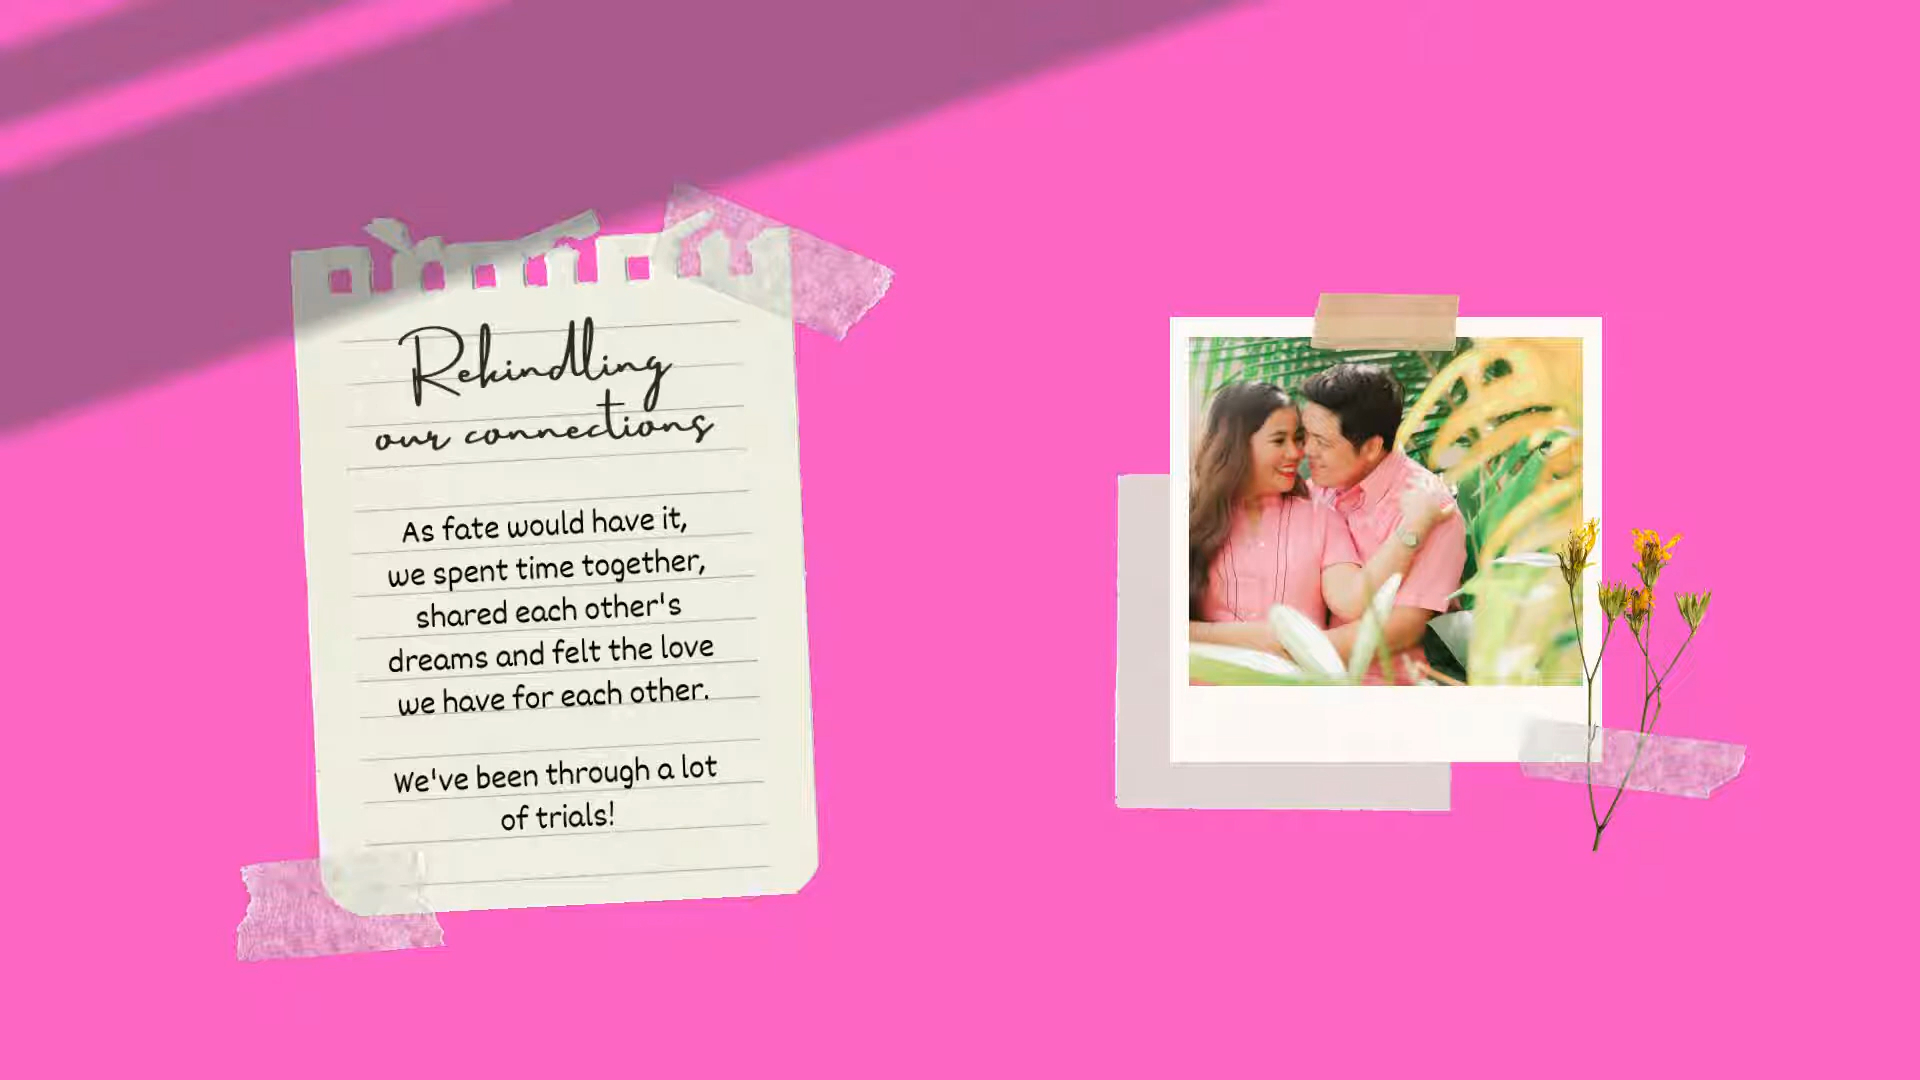 Rekindling
our connections
As fate would have it,
we spent time together,
shared each other's
dreams and felt the love
we have for each other.
We've been through a lot
of trials!